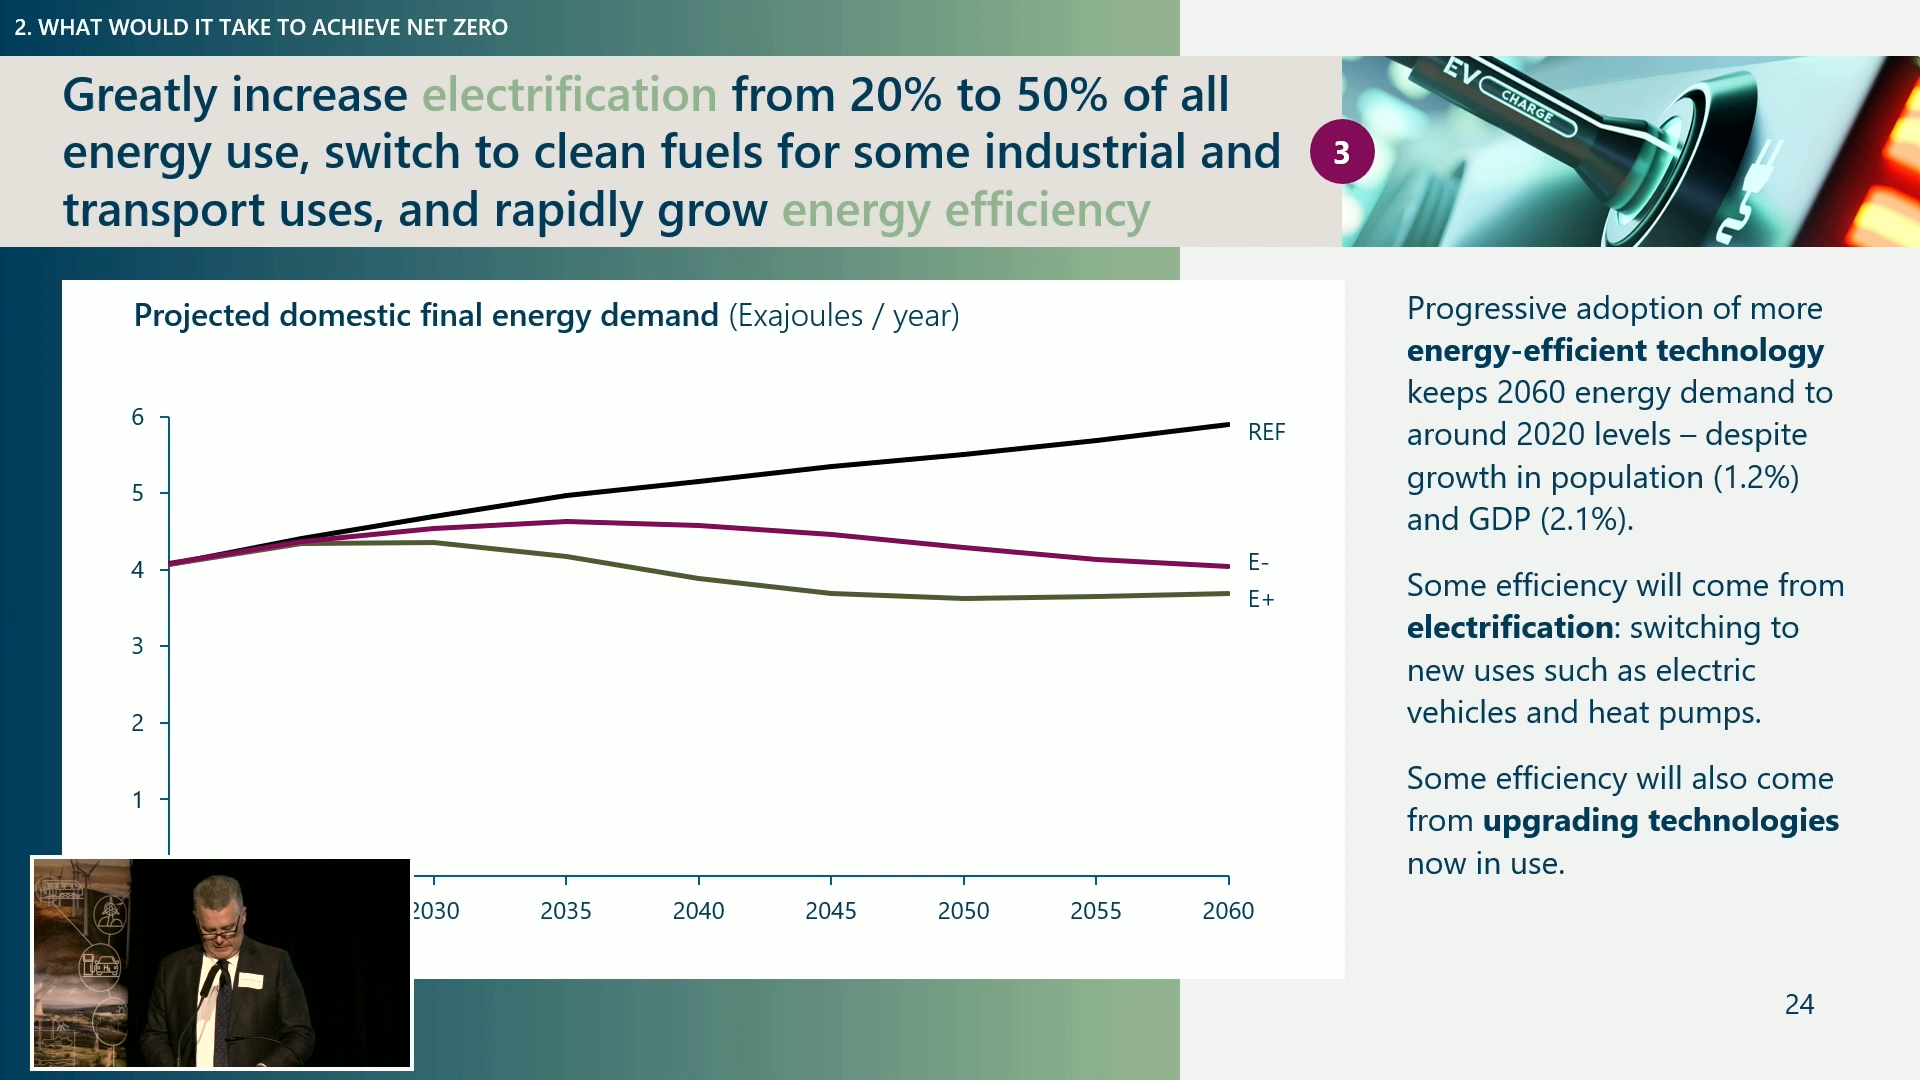 2. WHAT WOULD IT TAKE TO ACHIEVE NET ZERO
Greatly increase electrification from 20% to 50% of all
energy use, switch to clean fuels for some industrial and
transport uses, and rapidly grow energy efficiency
3
EV
CHARGE
Projected domestic final energy demand (Exajoules / year)
6
5
4
3
2
1
REF
E-
E+
2030
2035
2040
2045
2050
2055
2060
Progressive adoption of more
energy-efficient technology
keeps 2060 energy demand to
around 2020 levels – despite
growth in population (1.2%)
and GDP (2.1%).
Some efficiency will come from
electrification: switching to
new uses such as electric
vehicles and heat pumps.
Some efficiency will also come
from upgrading technologies
now in use.
24